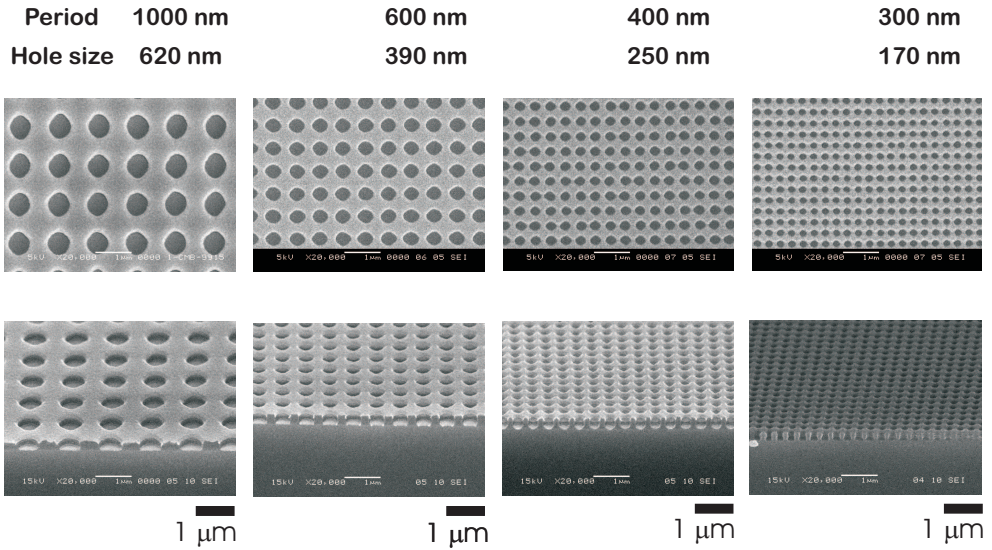 Period 1000 nm 600 nm 400 nm 300 nm
Hole size 620 nm 390 nm 250 nm 170 nm
5kV X20,000 1µm 0000 1-CMB-9915
5kV X20,000 1µm 0000 06 05 SEI
5kV X20,000 1µm 0000 07 05 SEI
5kV X20,000 1µm 0000 07 05 SEI
15kV X20,000 1µm 0000 05 10 SEI
15kV X20,000 1µm 05 10 SEI
15kV X20,000 1µm 05 10 SEI
15kV X20,000 1µm 04 10 SEI
1 µm 1 µm 1 µm 1 µm